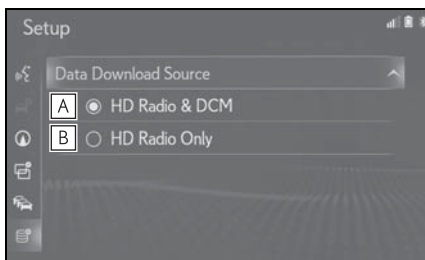 Setup
Data Download Source
A HD Radio & DCM
B HD Radio Only